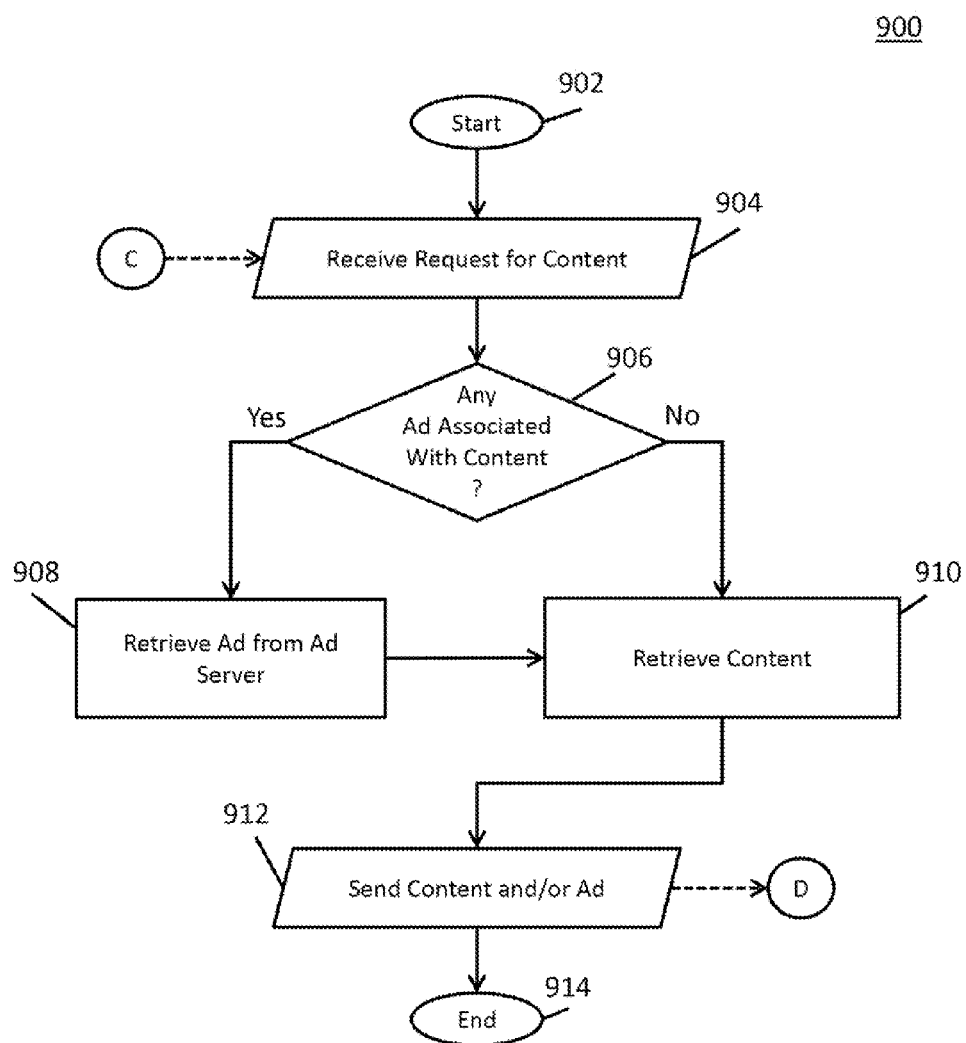 900
902
Start
904
C
Receive Request for Content
906
Any
Ad Associated
With Content
?
Yes
No
908
910
Retrieve Ad from Ad
Server
Retrieve Content
912
Send Content and/or Ad
D
914
End